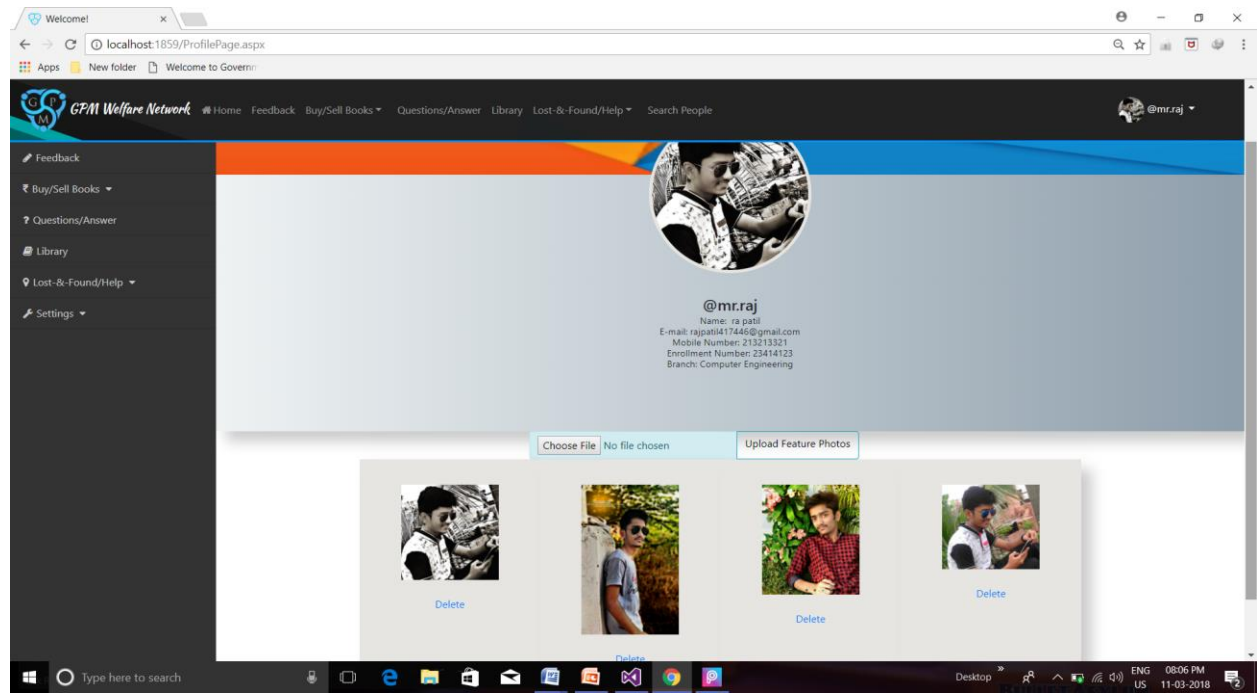 Welcome!
localhost:1859/ProfilePage.aspx
Apps New folder Welcome to Governm
GPM
GPM Welfare Network Home Feedback Buy/Sell Books Questions/Answer Library Lost-&-Found/Help Search People @mr.raj
Feedback
₹ Buy/Sell Books
? Questions/Answer
Library
Lost-&-Found/Help
Settings
@mr.raj
Name: ra patil
E-mail: rajpatil417446@gmail.com
Mobile Number: 213213321
Enrollment Number: 23414123
Branch: Computer Engineering
Choose File No file chosen Upload Feature Photos
Delete
Delete
Delete
Delete
Type here to search
Desktop
ENG
US
08:06 PM
11-03-2018
2